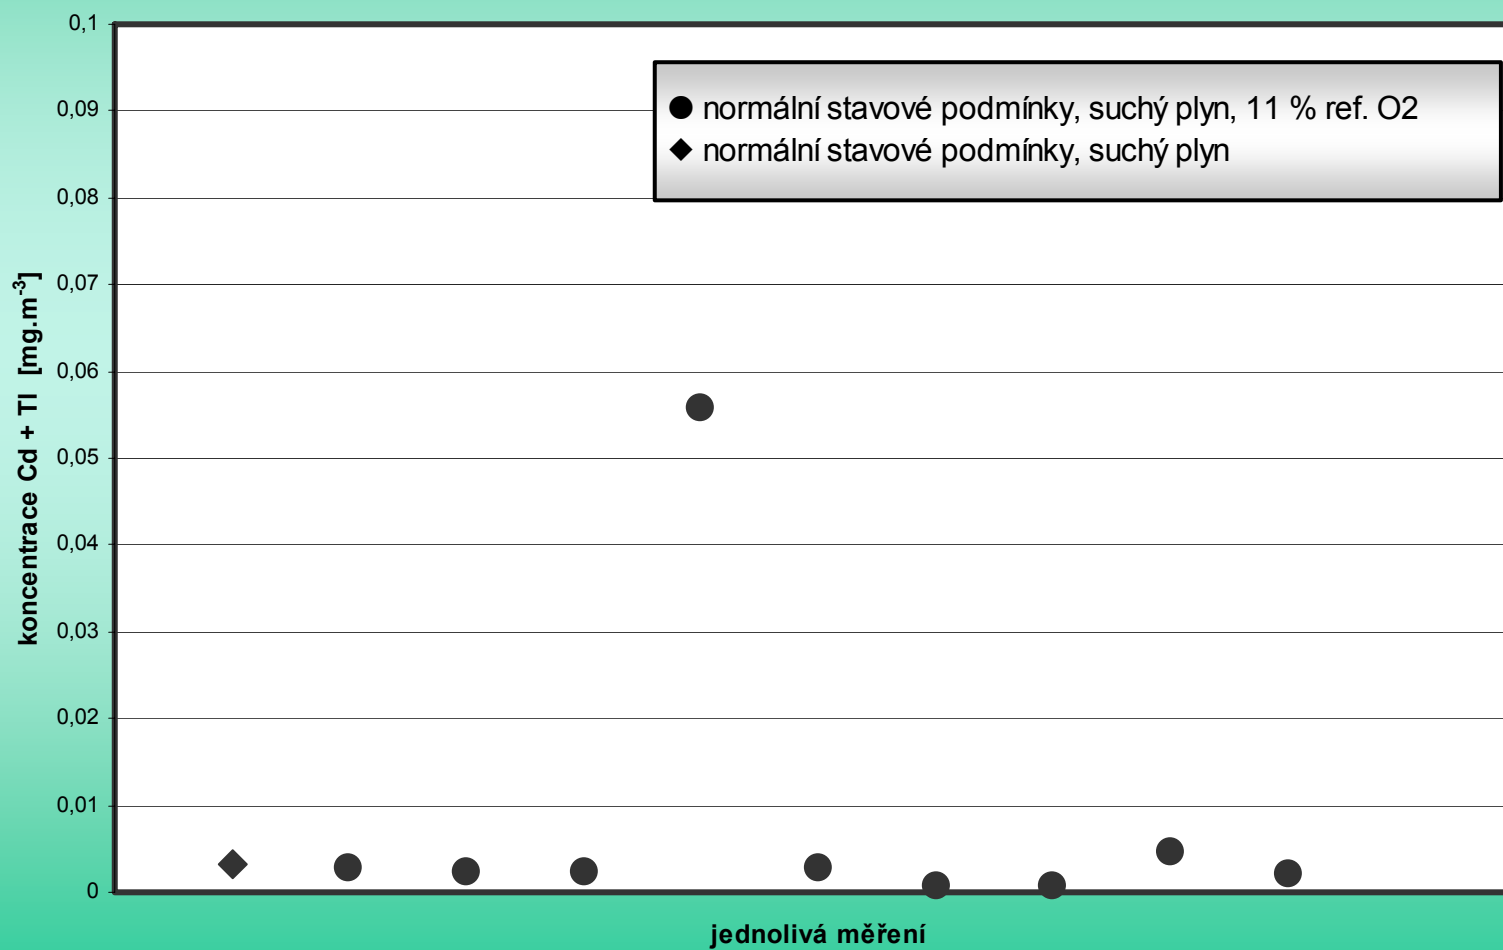 0,1
0,09
0,08
0,07
0,06
0,05
0,04
0,03
0,02
0,01
0
koncentrace Cd + Tl [mg.m-3]
● normální stavové podmínky, suchý plyn, 11 % ref. O2
◆ normální stavové podmínky, suchý plyn
jednolivá měření